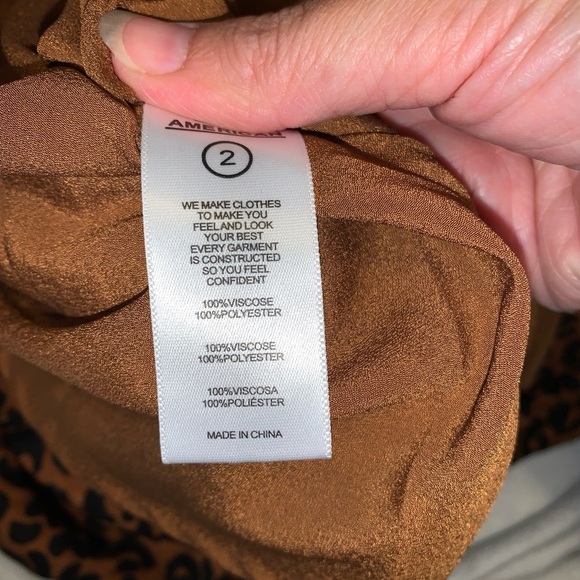 AMERICAN
2
WE MAKE CLOTHES
TO MAKE YOU
FEEL AND LOOK
YOUR BEST
EVERY GARMENT
IS CONSTRUCTED
SO YOU FEEL
CONFIDENT
100%VISCOSE
100%POLYESTER
100%VISCOSE
100%POLYESTER
100%VISCOSA
100%POLIÉSTER
MADE IN CHINA